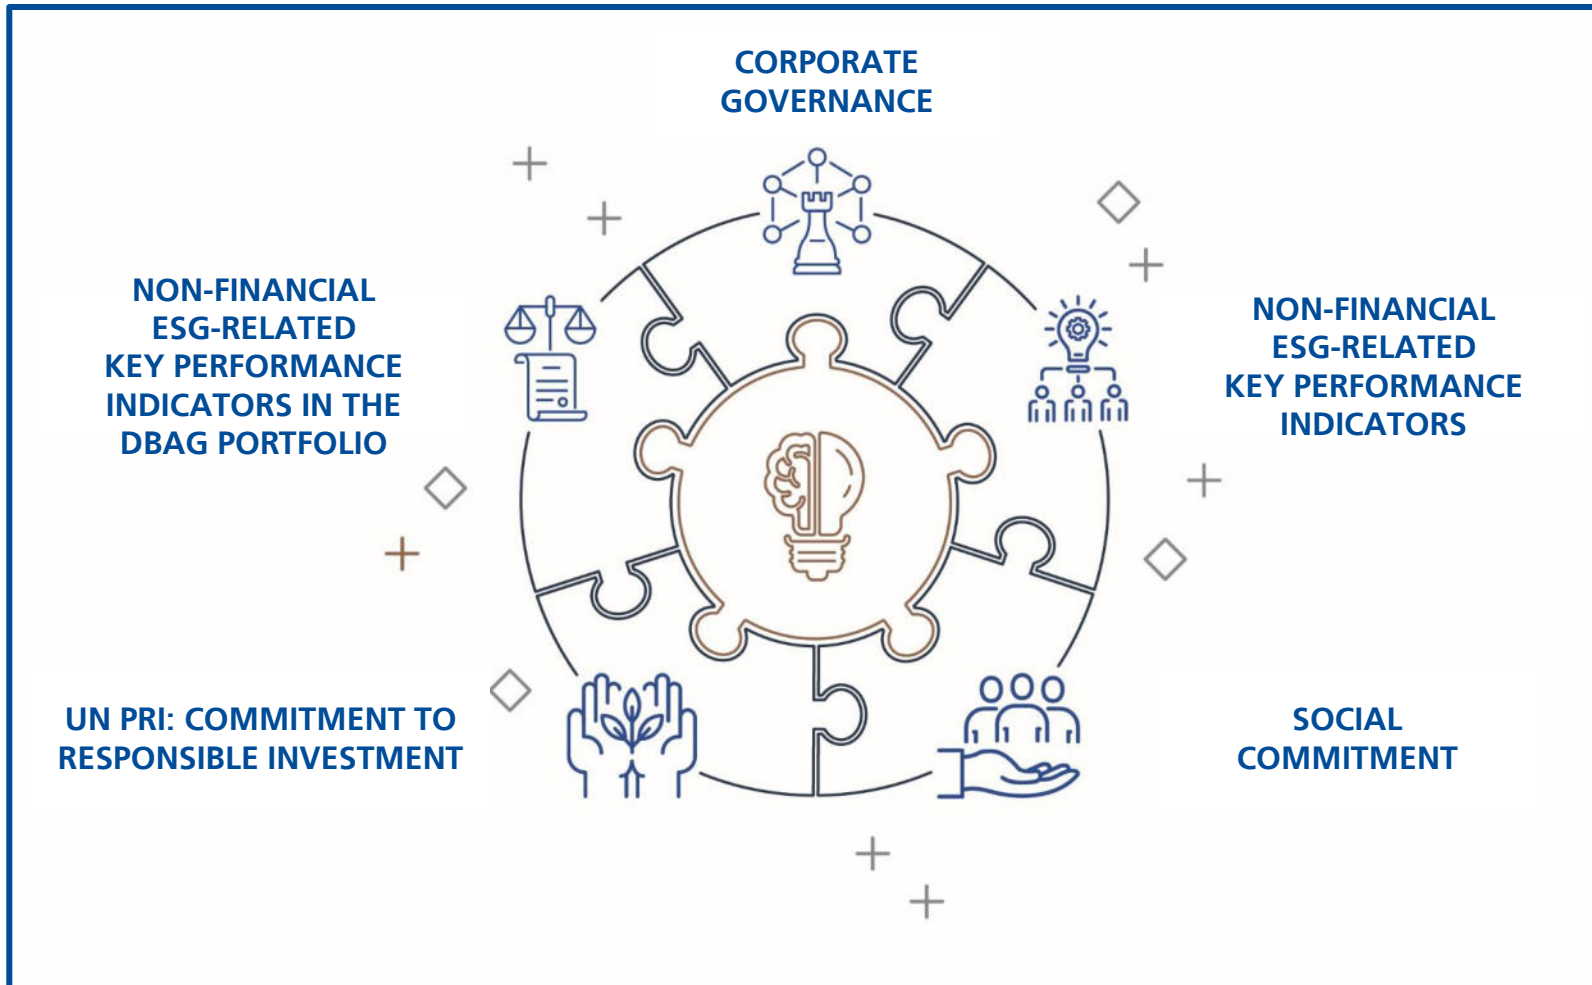 CORPORATE
GOVERNANCE
NON-FINANCIAL
ESG-RELATED
KEY PERFORMANCE
INDICATORS IN THE
DBAG PORTFOLIO
NON-FINANCIAL
ESG-RELATED
KEY PERFORMANCE
INDICATORS
UN PRI: COMMITMENT TO
RESPONSIBLE INVESTMENT
SOCIAL
COMMITMENT